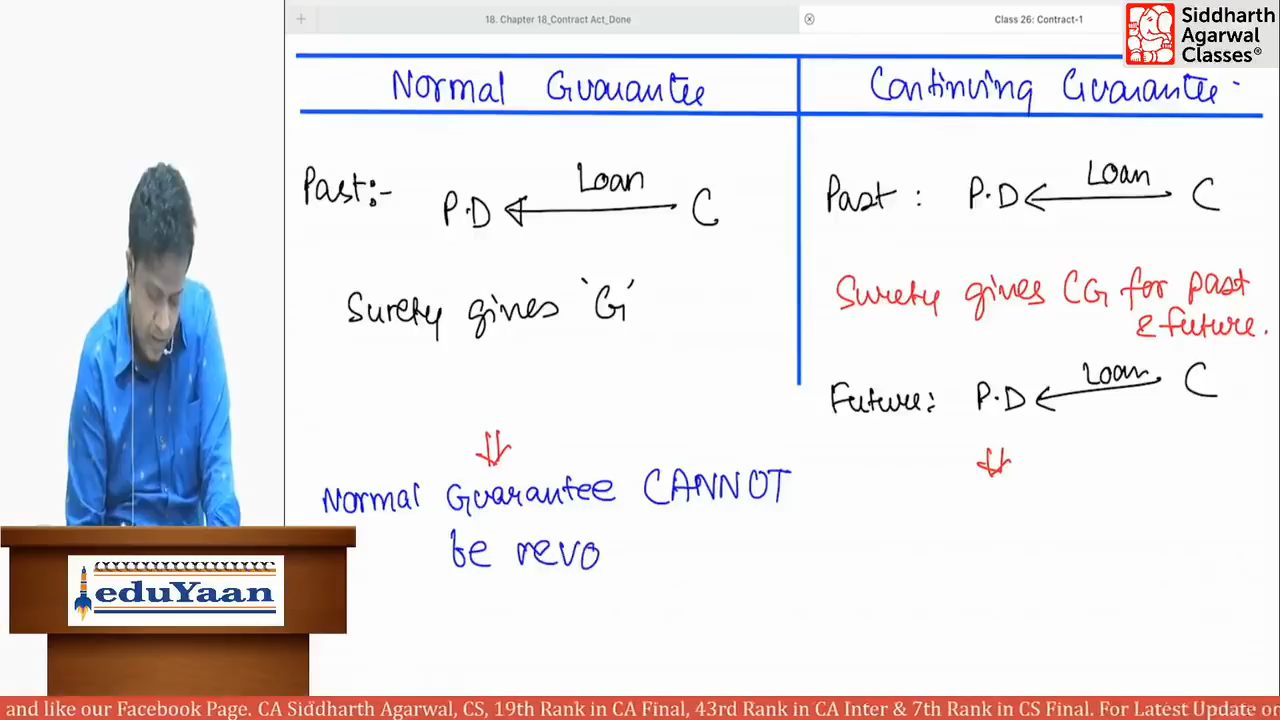 18. Chapter 18_Contract Act_Done
Class 26: Contract-1
Siddharth
Agarwal
Classes®
Normal Guarantee
Continuing Guarantee
Past:-
P.D
Loan
C
Surety gives 'G'
Normal Guarantee CANNOT
be revo
Past :
P.D
Loan
C
Surety gives CG for past
& future.
Future:
P.D
Loan
C
eduYaan
and like our Facebook Page. CA Siddharth Agarwal, CS, 19th Rank in CA Final, 43rd Rank in CA Inter & 7th Rank in CS Final. For Latest Update on